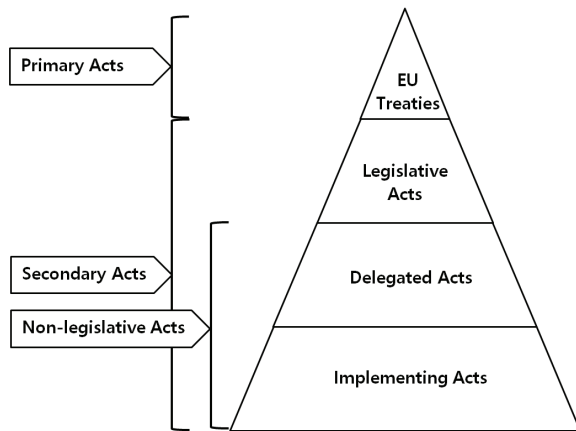 Primary Acts
EU
Treaties
Legislative
Acts
Secondary Acts
Delegated Acts
Non-legislative Acts
Implementing Acts